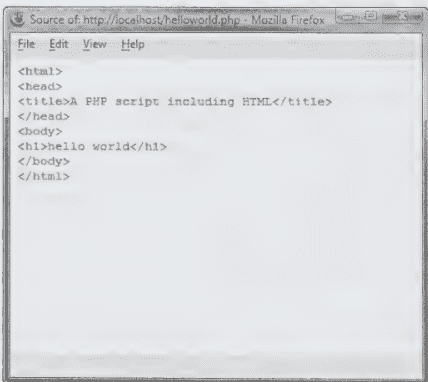 Source of: http://localhost/helloworld.php - Mozilla Firefox
File Edit View Help
<html>
<head>
<title>A PHP script including HTML</title>
</head>
<body>
<h1>hello world</h1>
</body>
</html>